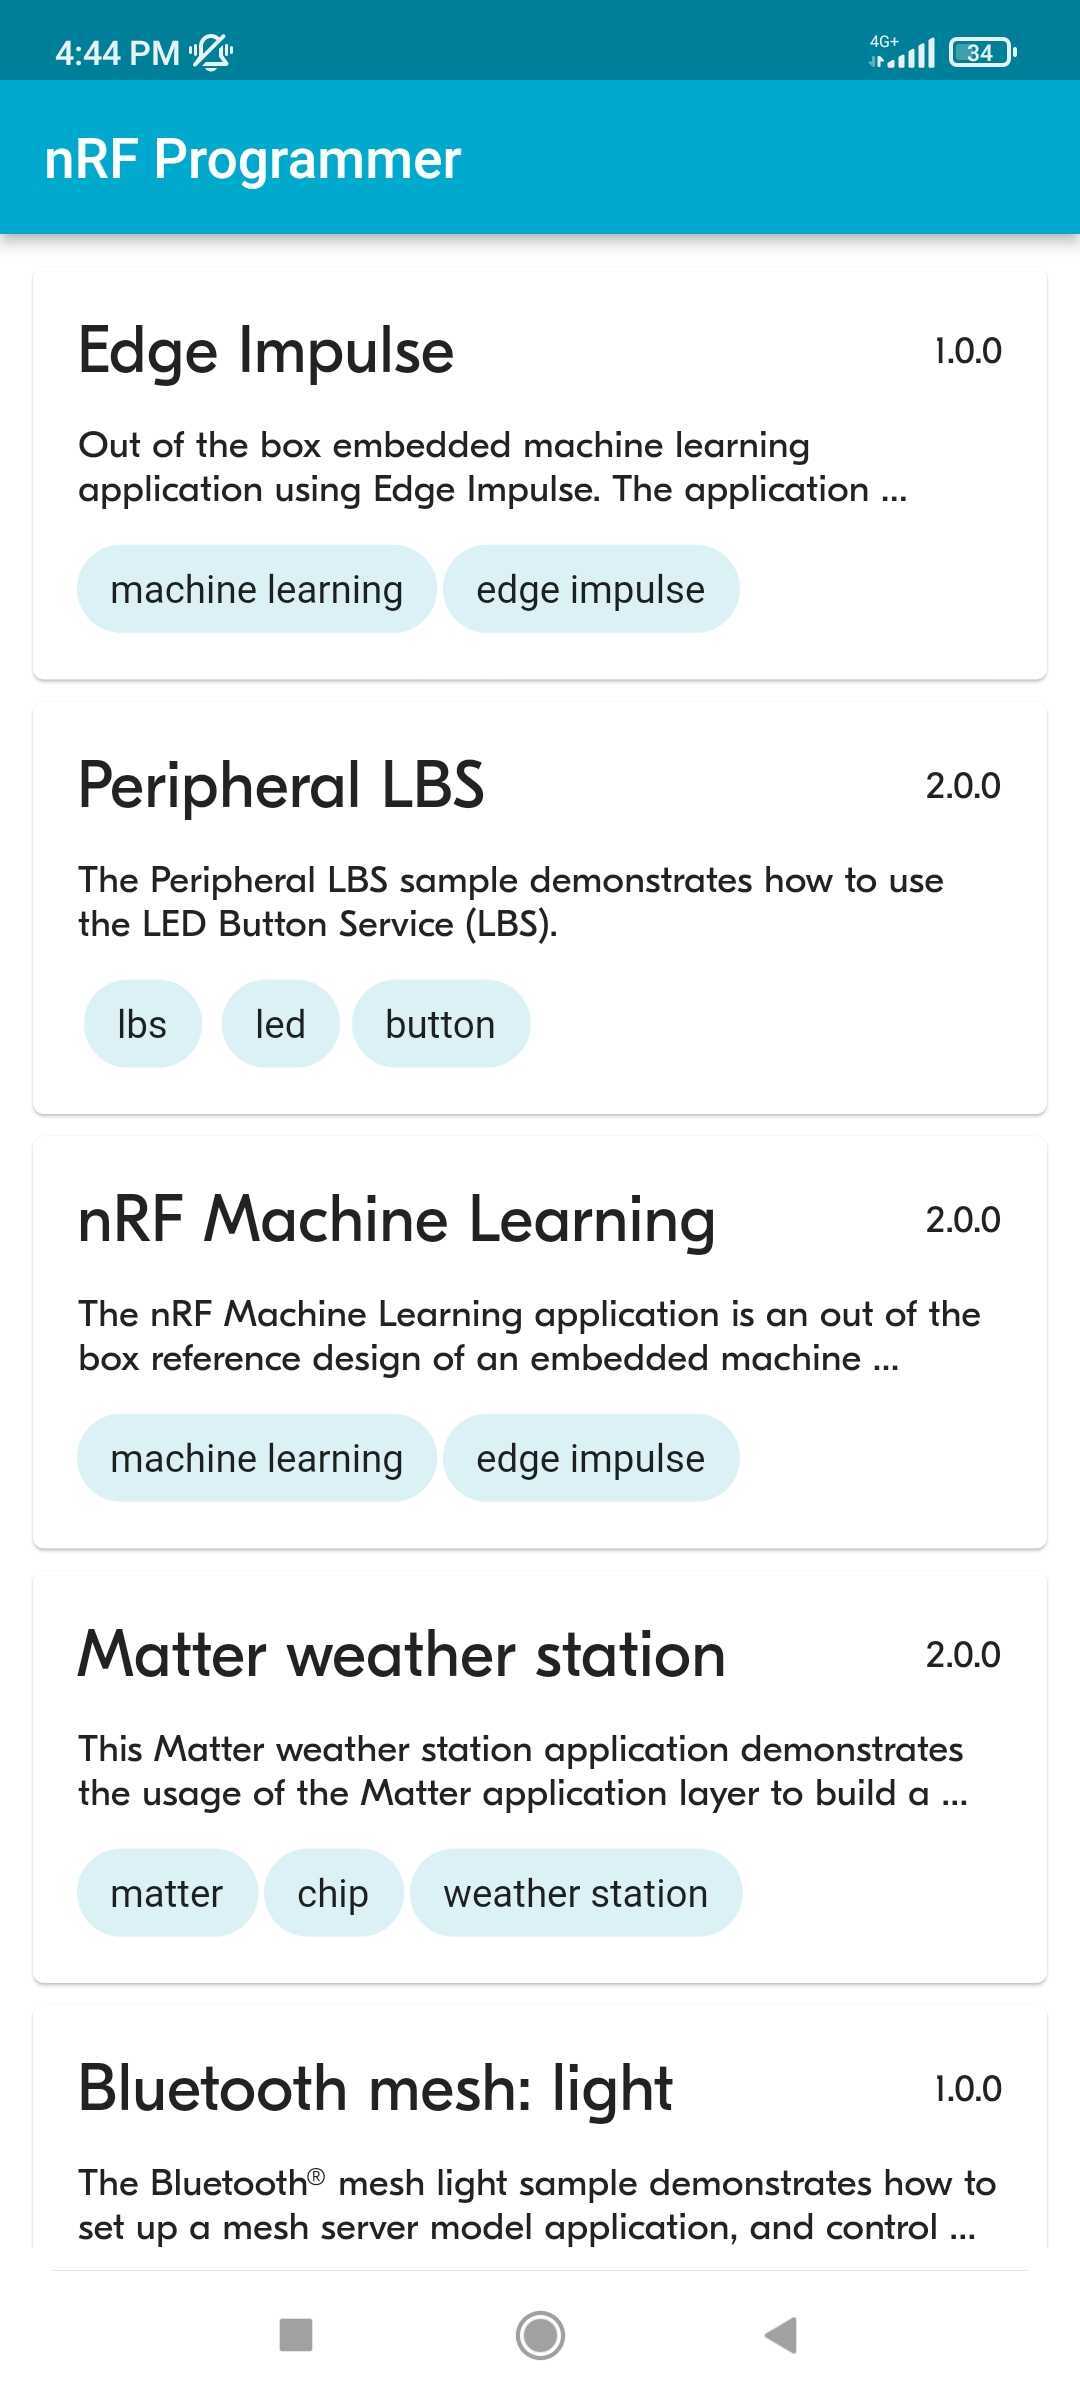 4:44 PM
4G+
34
nRF Programmer
Edge Impulse
1.0.0
Out of the box embedded machine learning
application using Edge Impulse. The application ...
machine learning
edge impulse
Peripheral LBS
2.0.0
The Peripheral LBS sample demonstrates how to use
the LED Button Service (LBS).
lbs
led
button
nRF Machine Learning
2.0.0
The nRF Machine Learning application is an out of the
box reference design of an embedded machine ...
machine learning
edge impulse
Matter weather station
2.0.0
This Matter weather station application demonstrates
the usage of the Matter application layer to build a ...
matter
chip
weather station
Bluetooth mesh: light
1.0.0
The Bluetooth® mesh light sample demonstrates how to
set up a mesh server model application, and control ...